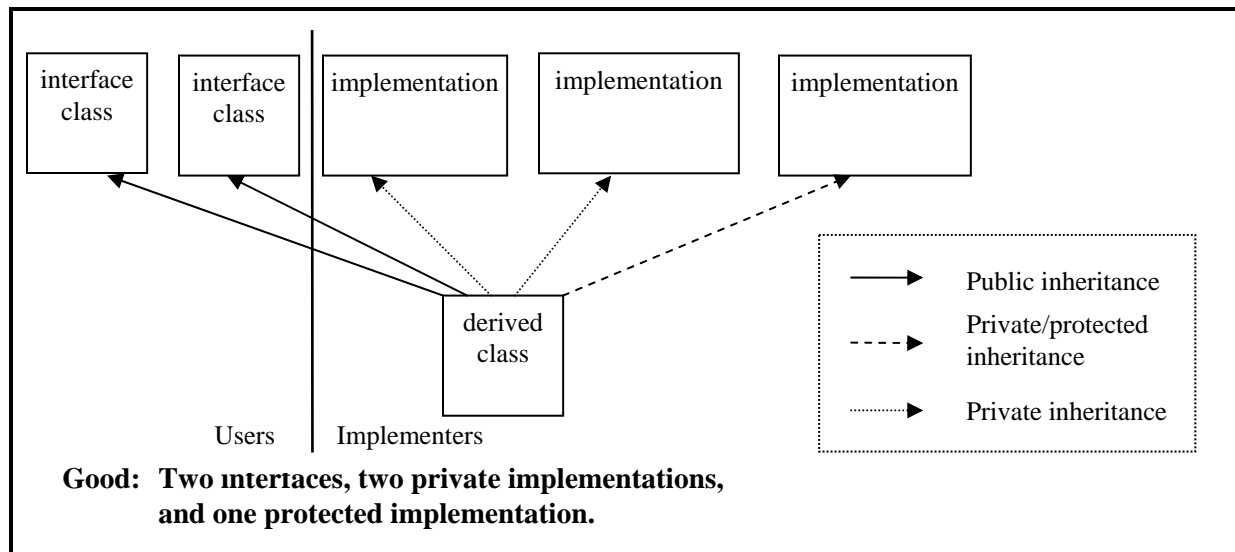 interface
class
interface
class
implementation
implementation
implementation
derived
class
Public inheritance
Private/protected
inheritance
Private inheritance
Users
Implementers
Good: Two interfaces, two private implementations,
and one protected implementation.